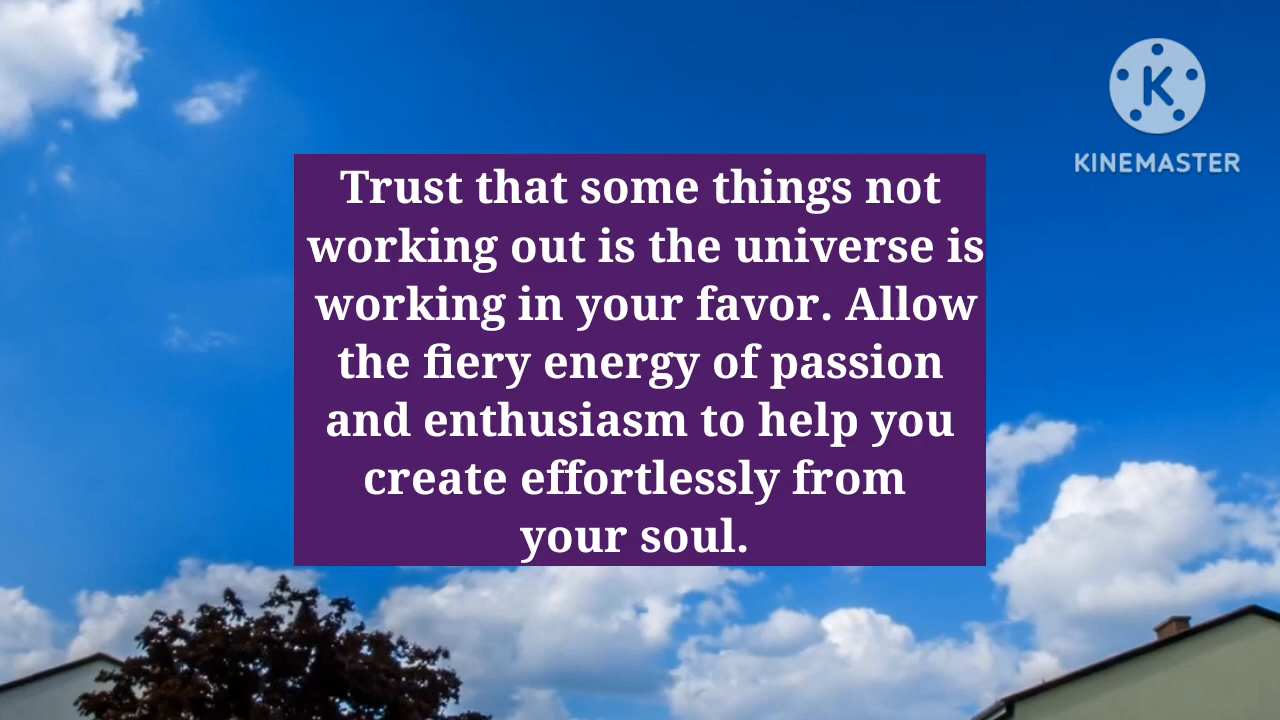 KINEMASTER
Trust that some things not
working out is the universe is
working in your favor. Allow
the fiery energy of passion
and enthusiasm to help you
create effortlessly from
your soul.